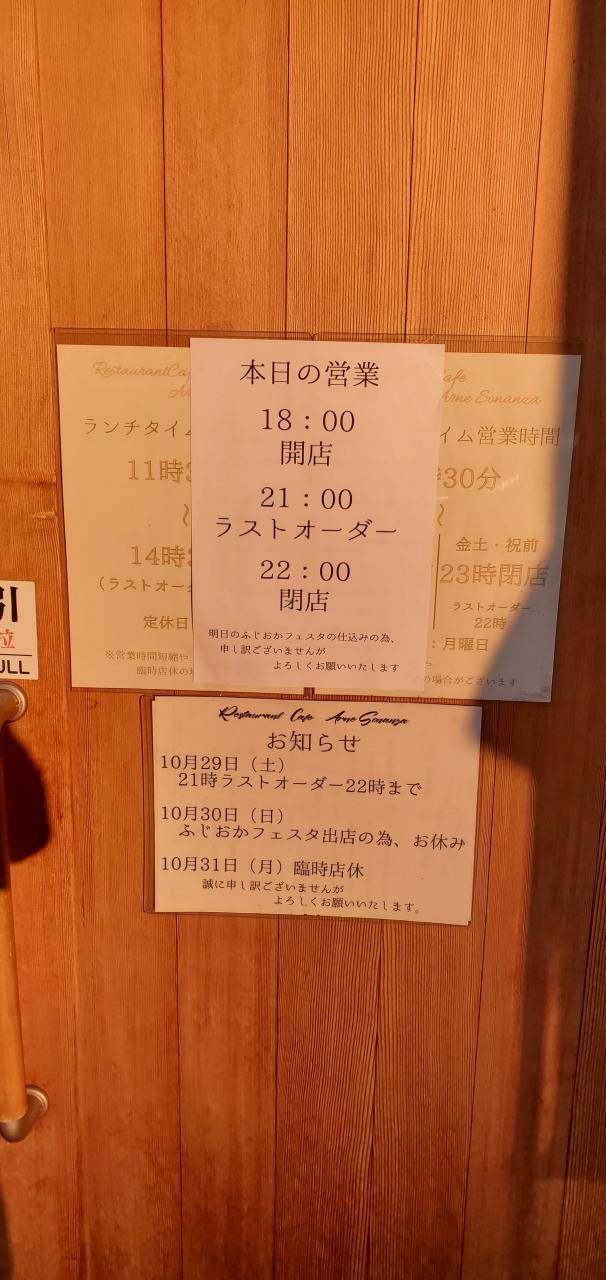 本日の営業
18：00
開店
21：00
ラストオーダー
22：00
閉店
明日のふじおかフェスタの仕込みの為、
申し訳ございませんが
よろしくお願いいたします
RestaurantCa
ランチタイム
11時
～
14時
（ラストオー
定休日
※営業時間短縮や
臨時店休の
afe
Arne Sonanza
イム営業時間
30分
～
金土・祝前
23時閉店
ラストオーダー
22時
：月曜日
の場合がございます
引
PULL
Restaurant Cafe Arne Sonanza
お知らせ
10月29日（土）
21時ラストオーダー22時まで
10月30日（日）
ふじおかフェスタ出店の為、お休み
10月31日（月）臨時店休
誠に申し訳ございませんが
よろしくお願いいたします。